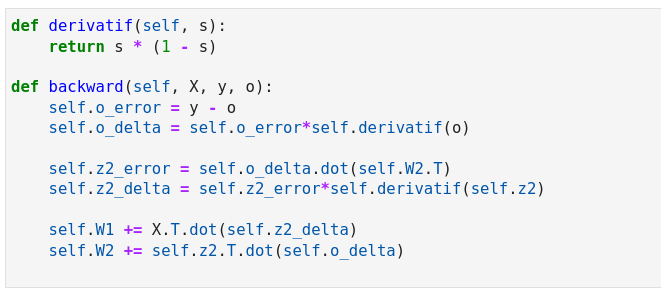 def derivatif(self, s):
    return s * (1 - s)

def backward(self, X, y, o):
    self.o_error = y - o
    self.o_delta = self.o_error*self.derivatif(o)

    self.z2_error = self.o_delta.dot(self.W2.T)
    self.z2_delta = self.z2_error*self.derivatif(self.z2)

    self.W1 += X.T.dot(self.z2_delta)
    self.W2 += self.z2.T.dot(self.o_delta)